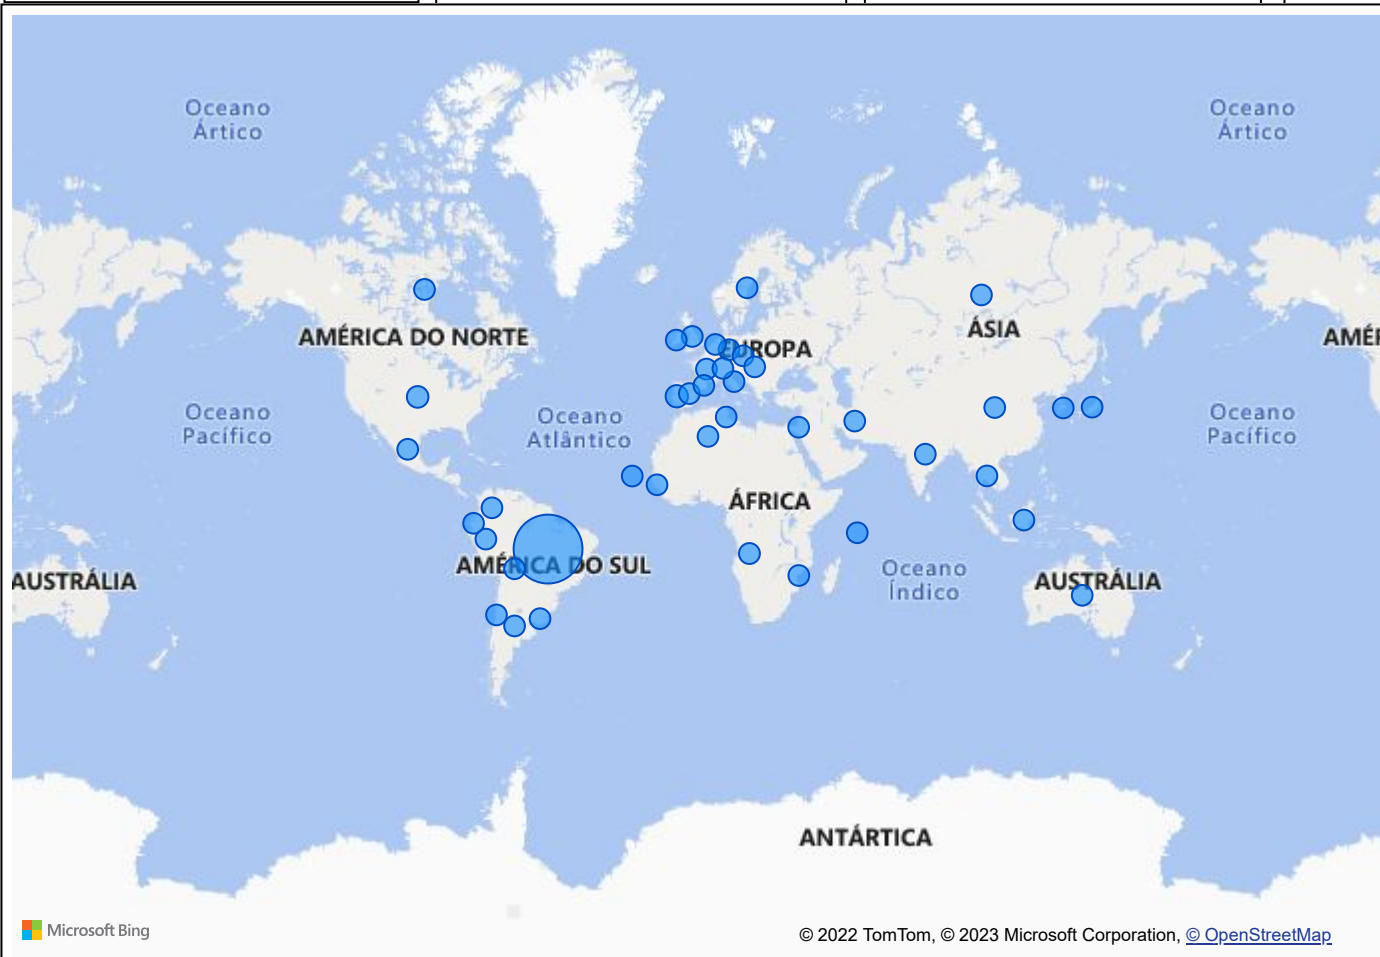 Oceano
Ártico
Oceano
Ártico
AMÉRICA DO NORTE
ÁSIA
AMÉR
EUROPA
Oceano
Pacífico
Oceano
Atlântico
Oceano
Pacífico
ÁFRICA
AMÉRICA DO SUL
Oceano
Índico
AUSTRÁLIA
AUSTRÁLIA
ANTÁRTICA
Microsoft Bing
© 2022 TomTom, © 2023 Microsoft Corporation, © OpenStreetMap